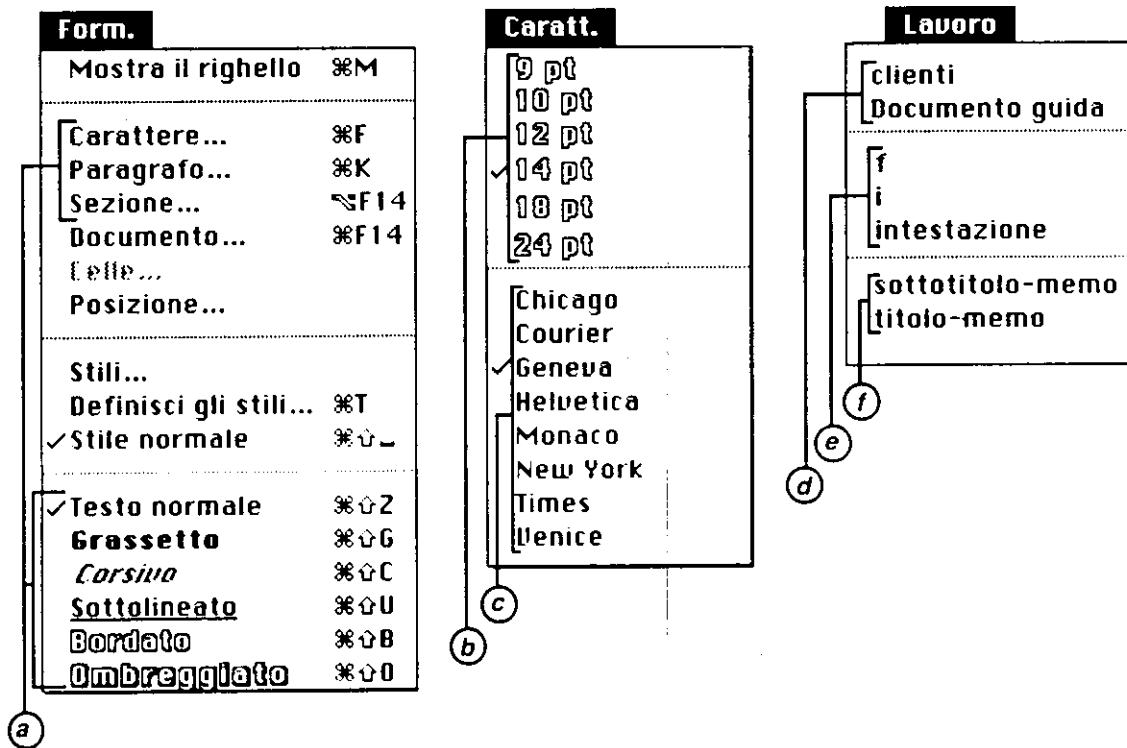 Form.
Mostra il righello ⌘M
Carattere... ⌘F
Paragrafo... ⌘K
Sezione... ⌥F14
Documento... ⌘F14
Celle...
Posizione...
Stili...
Definisci gli stili... ⌘T
✓Stile normale ⌘⇧⎵
✓Testo normale ⌘⇧Z
Grassetto ⌘⇧G
Corsivo ⌘⇧C
Sottolineato ⌘⇧U
Bordato ⌘⇧B
Ombreggiato ⌘⇧O
a
Caratt.
9 pt
10 pt
12 pt
✓14 pt
18 pt
24 pt
Chicago
Courier
✓Geneva
Helvetica
Monaco
New York
Times
Venice
c
b
Lavoro
clienti
Documento guida
f
i
intestazione
sottotitolo-memo
titolo-memo
f
e
d